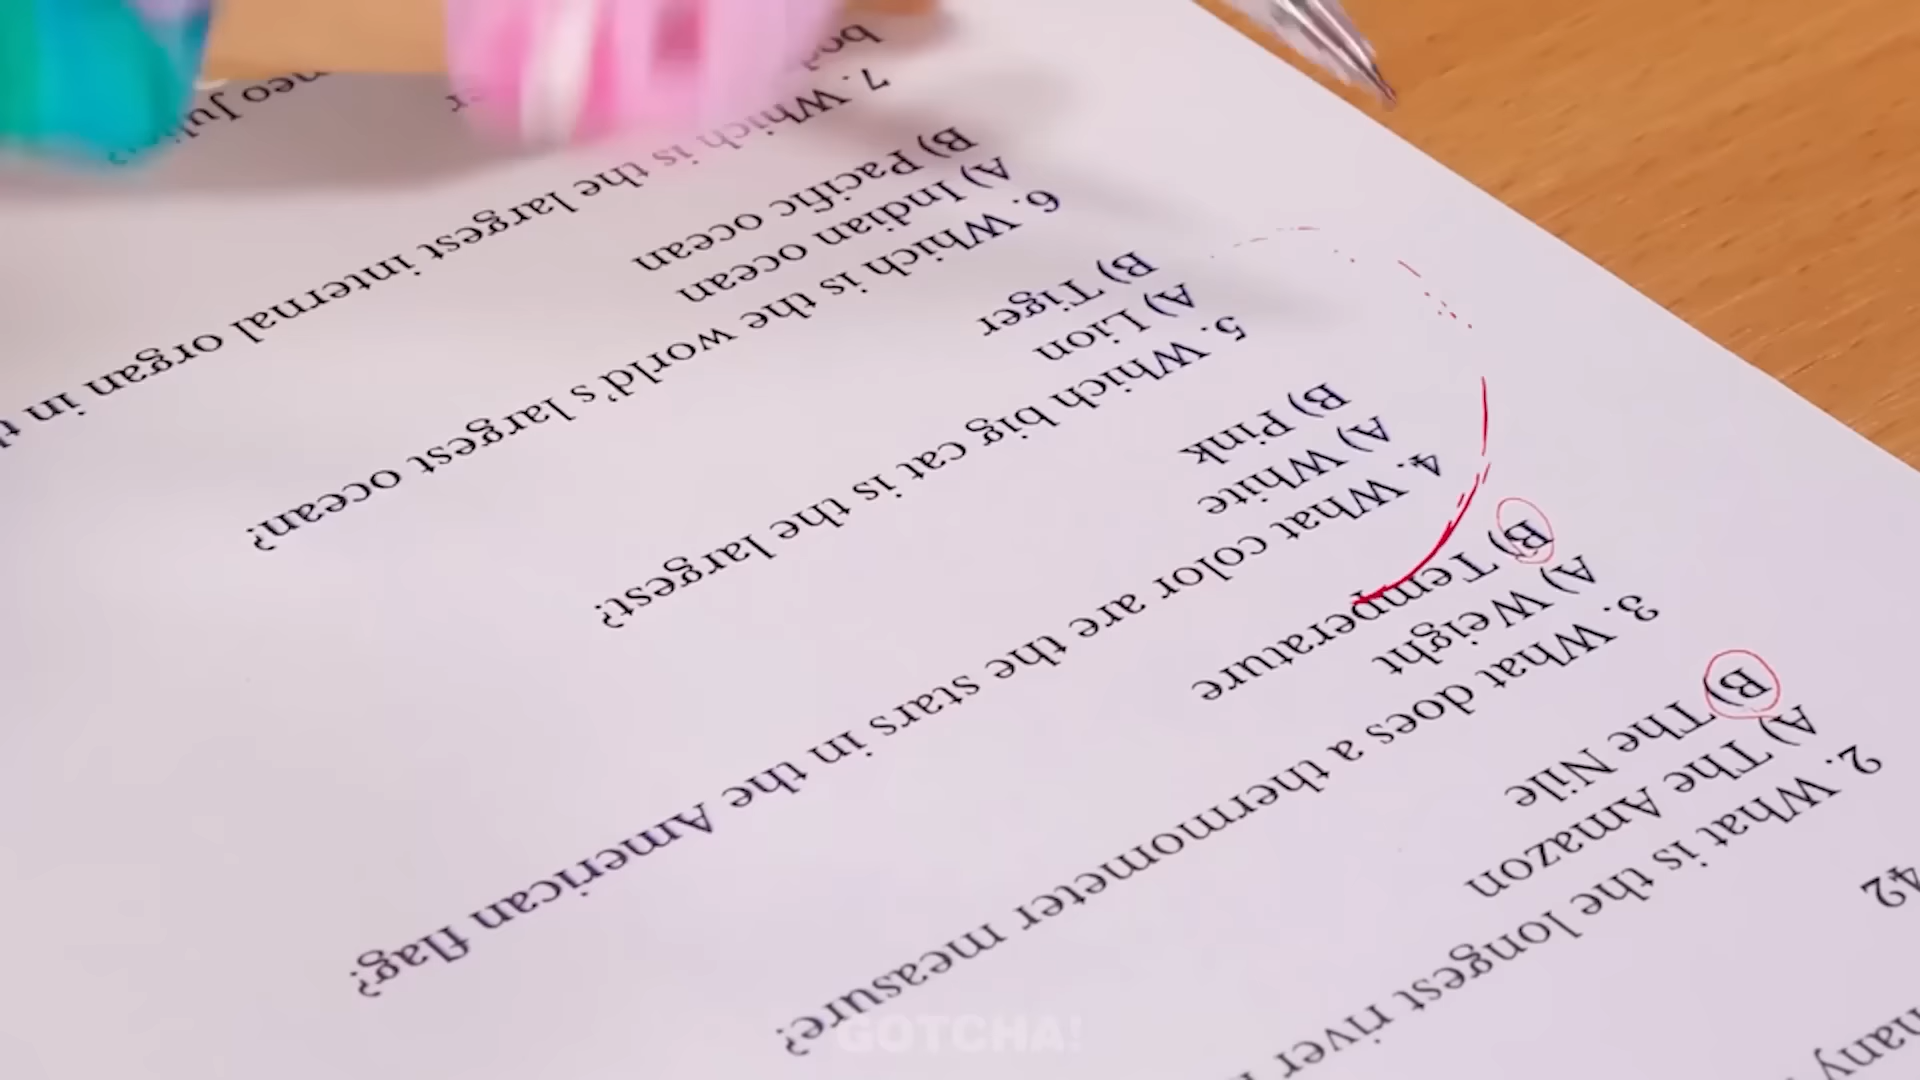 42
2. What is the longest river
A) The Amazon
B) The Nile
3. What does a thermometer measure?
A) Weight
B) Temperature
4. What color are the stars in the American flag?
A) White
B) Pink
5. Which big cat is the largest?
A) Lion
B) Tiger
6. Which is the world's largest ocean?
A) Indian ocean
B) Pacific ocean
7. Which is the largest internal organ in
GOTCHA!